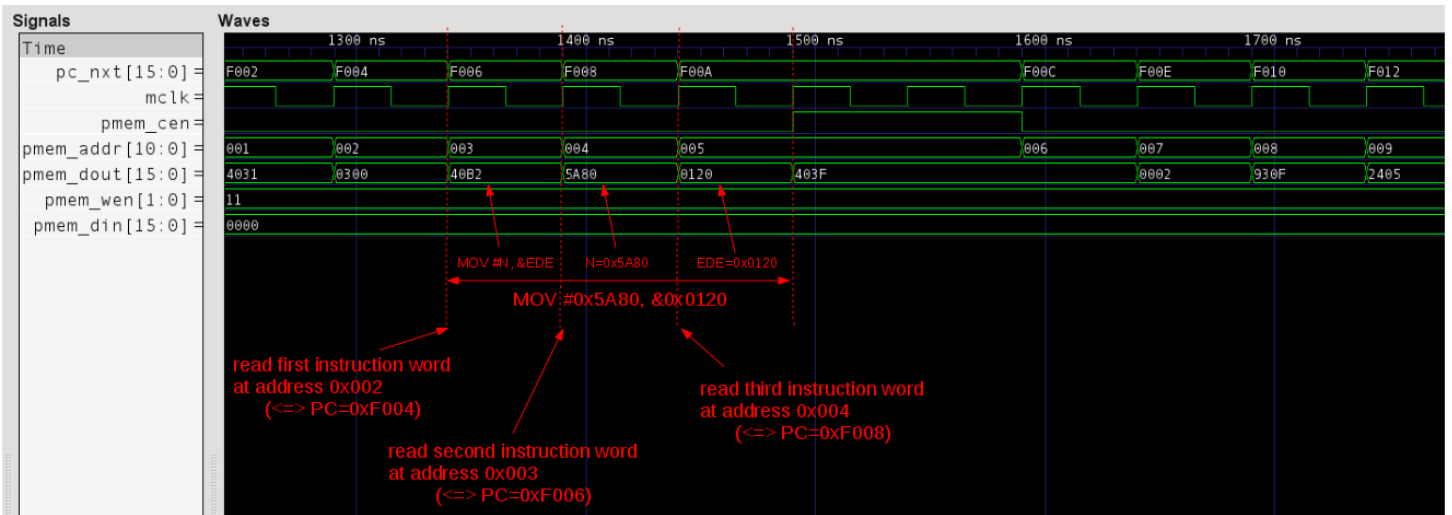 Signals
Waves
Time
1300 ns 1400 ns 1500 ns 1600 ns 1700 ns
pc_nxt[15:0] = F002 F004 F006 F008 F00A F00C F00E F010 F012
mclk =
pmem_cen =
pmem_addr[10:0] = 001 002 003 004 005 006 007 008 009
pmem_dout[15:0] = 4031 0300 40B2 5A80 0120 403F 0002 930F 2405
pmem_wen[1:0] = 11
pmem_din[15:0] = 0000
MOV #N, &EDE N=0x5A80 EDE=0x0120
MOV #0x5A80, &0x0120
read first instruction word
at address 0x002
(<=> PC=0xF004)
read second instruction word
at address 0x003
(<=> PC=0xF006)
read third instruction word
at address 0x004
(<=> PC=0xF008)